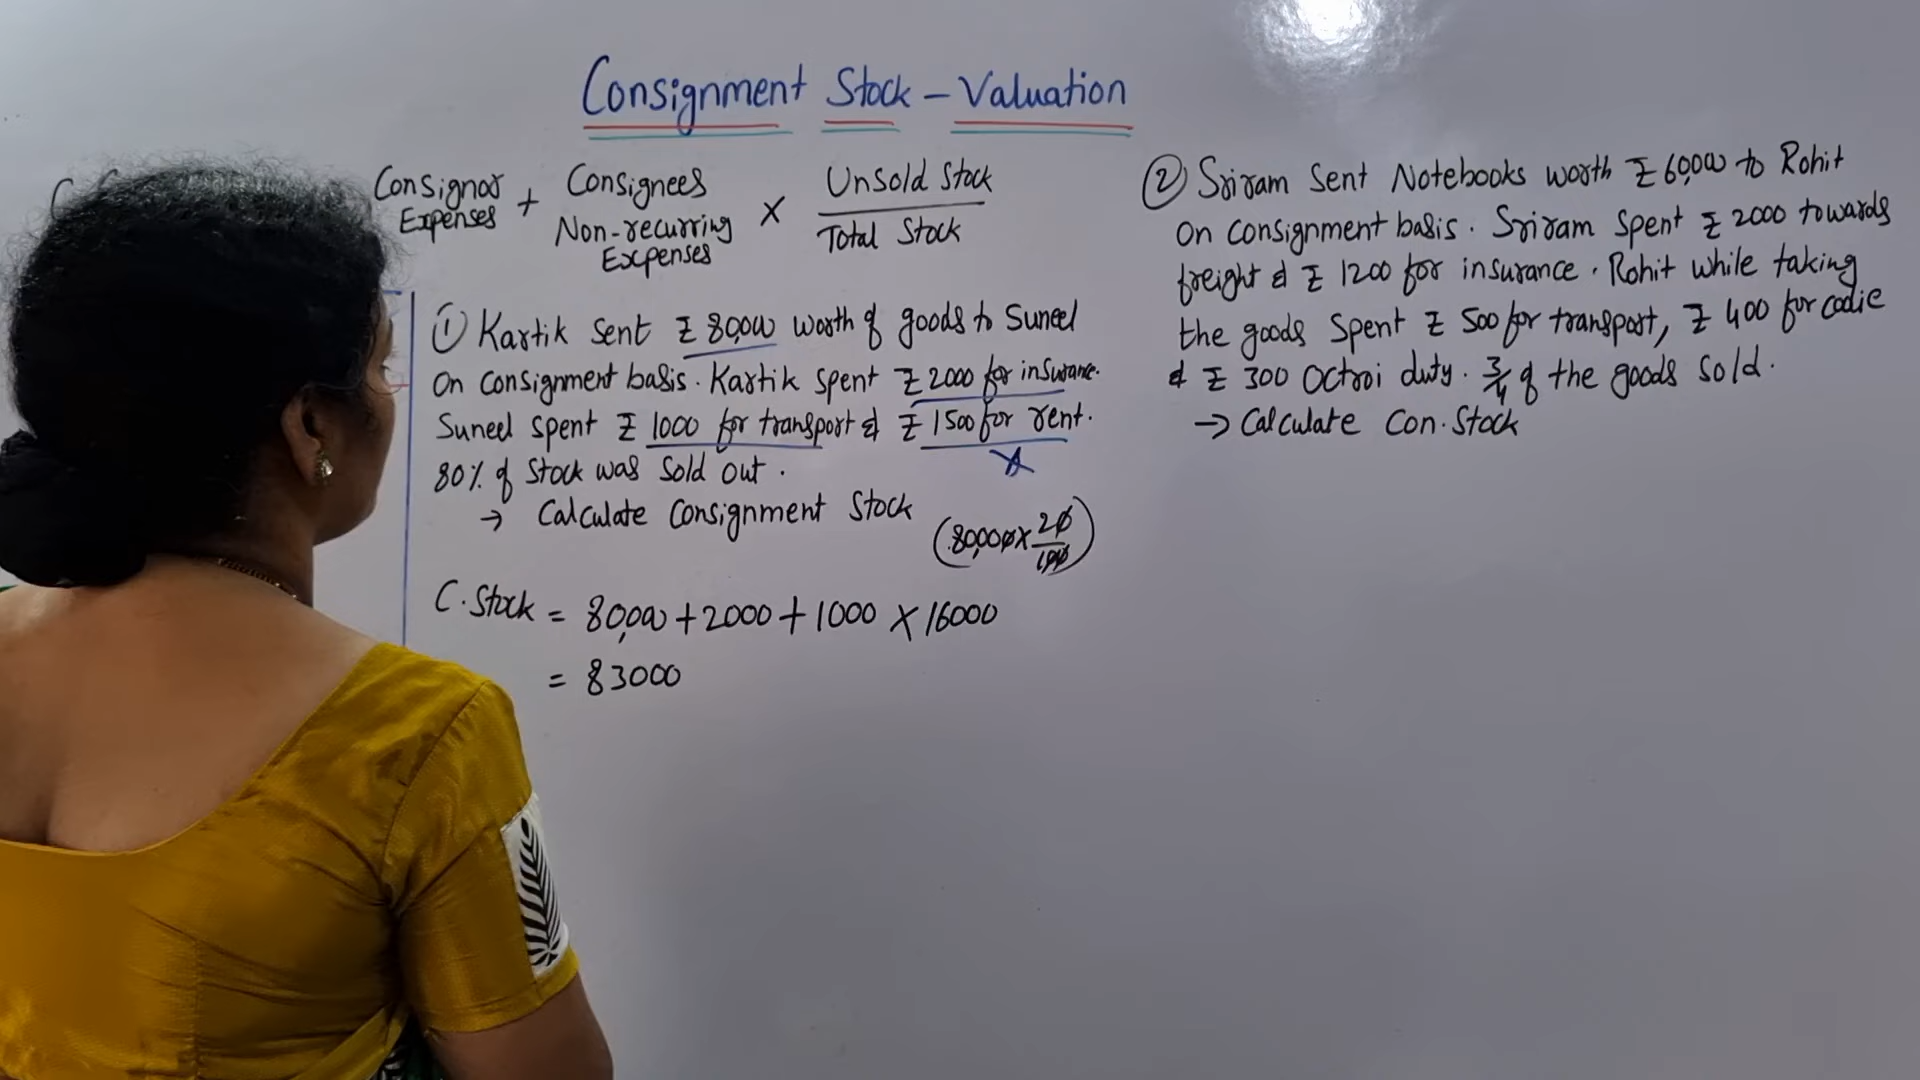 Consignment Stock - Valuation
Consignor Expenses + Consignees Non-recurring Expenses × Unsold Stock / Total Stock
① Kartik sent ₹ 80,000 worth of goods to Suneel
On consignment basis. Kartik spent ₹ 2000 for insurance.
Suneel spent ₹ 1000 for transport & ₹ 1500 for rent.
80% of Stock was sold out.
→ Calculate Consignment Stock
(80,000 × 20/100)
C. Stock = 80,000 + 2000 + 1000 × 16000
= 83000
② Sriram Sent Notebooks worth ₹ 60,000 to Rohit
On consignment basis. Sriram spent ₹ 2000 towards
freight & ₹ 1200 for insurance. Rohit while taking
the goods spent ₹ 500 for transport, ₹ 400 for cadie
& ₹ 300 Octroi duty. 3/4 of the goods sold.
→ Calculate Con. Stock